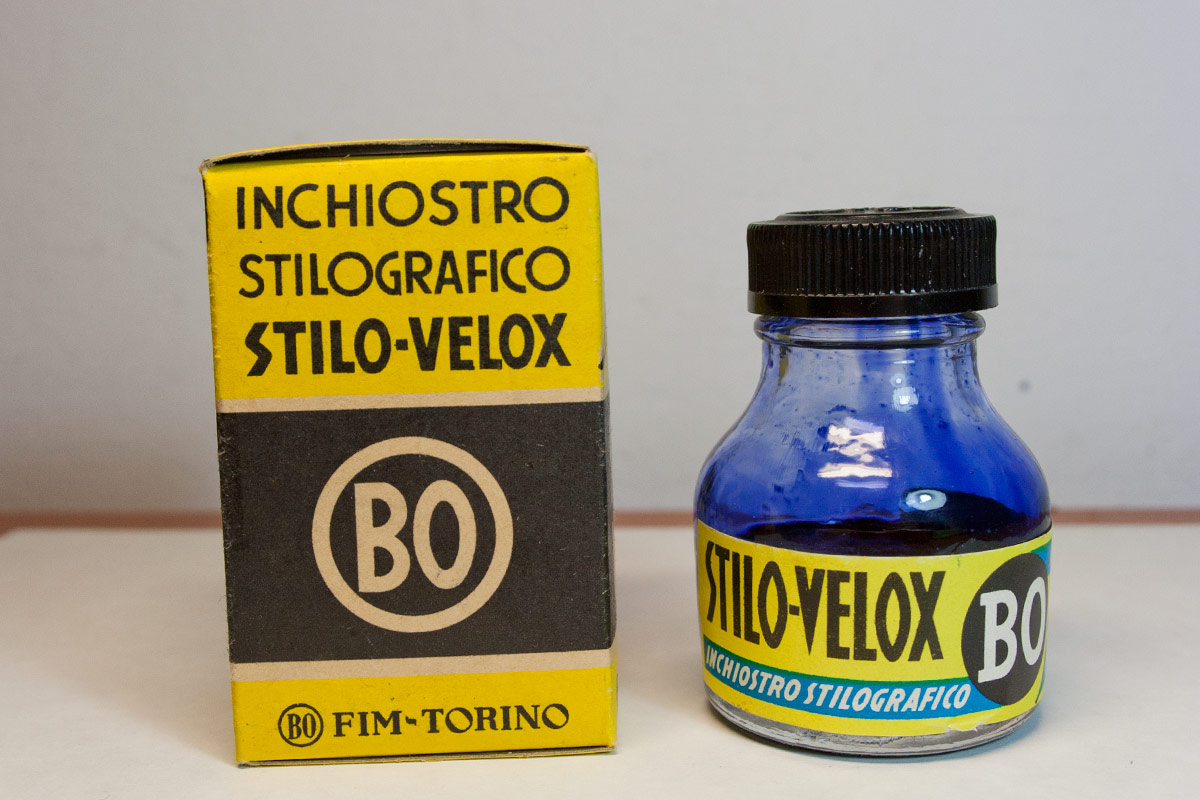 INCHIOSTRO
STILOGRAFICO
STILO-VELOX
BO
BO FIM-TORINO
STILO-VELOX
BO
INCHIOSTRO STILOGRAFICO